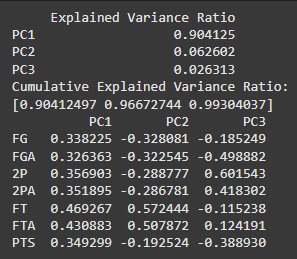 Explained Variance Ratio
PC1 0.904125
PC2 0.062602
PC3 0.026313
Cumulative Explained Variance Ratio:
[0.90412497 0.96672744 0.99304037]
PC1 PC2 PC3
FG 0.338225 -0.328081 -0.185249
FGA 0.326363 -0.322545 -0.498882
2P 0.356903 -0.288777 0.601543
2PA 0.351895 -0.286781 0.418302
FT 0.469267 0.572444 -0.115238
FTA 0.430883 0.507872 0.124191
PTS 0.349299 -0.192524 -0.388930